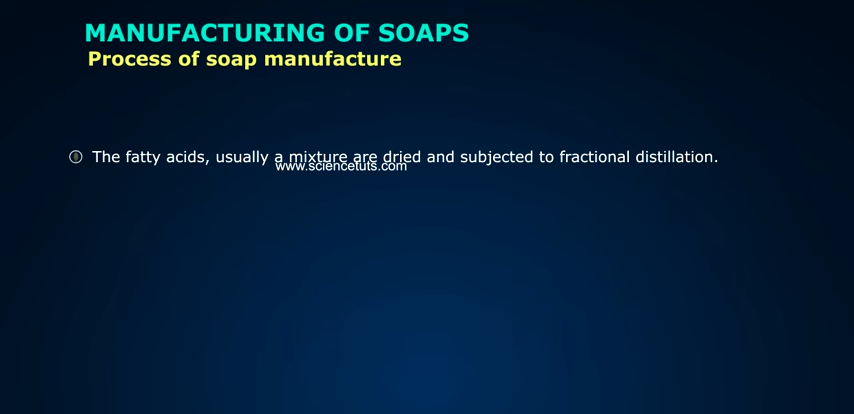 MANUFACTURING OF SOAPS
Process of soap manufacture
The fatty acids, usually a mixture are dried and subjected to fractional distillation.
www.sciencetuts.com